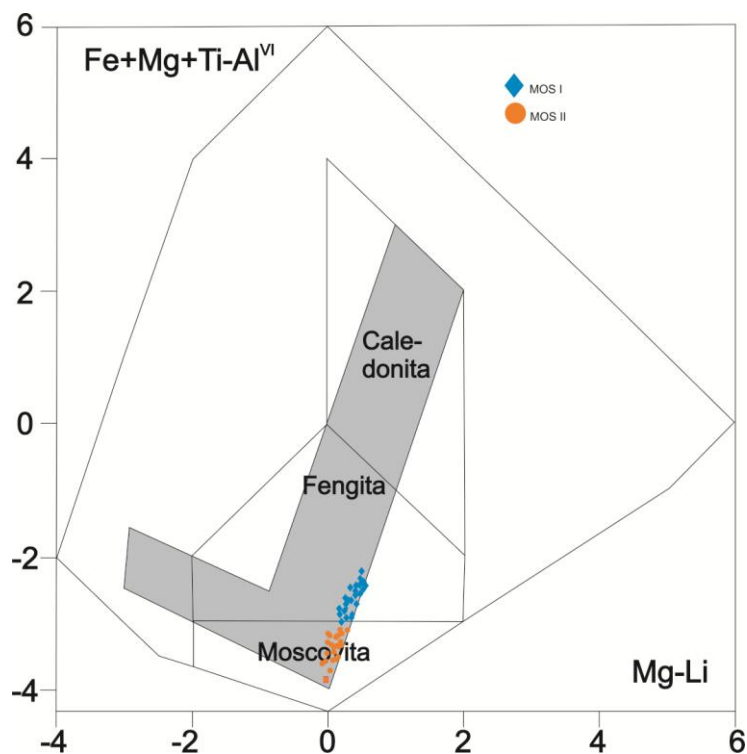 6
Fe+Mg+Ti-Al^VI
MOS I
MOS II
4
2
Cale-
donita
0
Fengita
-2
Moscovita
Mg-Li
-4
-4 -2 0 2 4 6